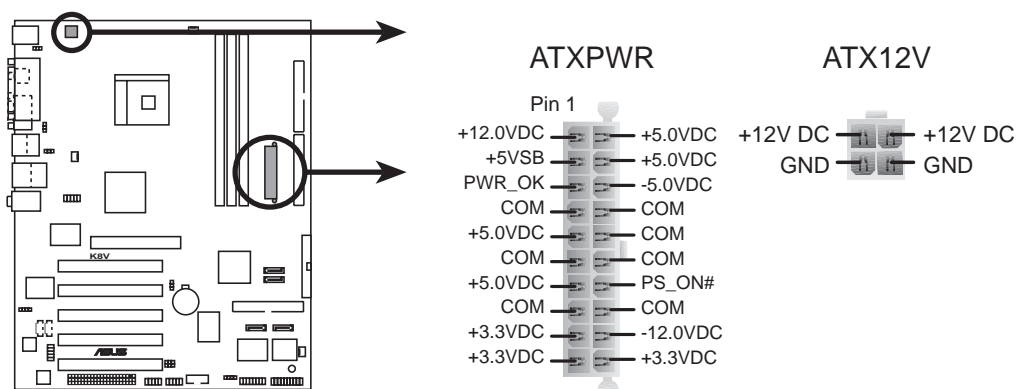 ATXPWR
Pin 1
+12.0VDC +5.0VDC
+5VSB +5.0VDC
PWR_OK -5.0VDC
COM COM
+5.0VDC COM
COM COM
+5.0VDC PS_ON#
COM COM
+3.3VDC -12.0VDC
+3.3VDC +3.3VDC
ATX12V
+12V DC +12V DC
GND GND
K8V
ASUS